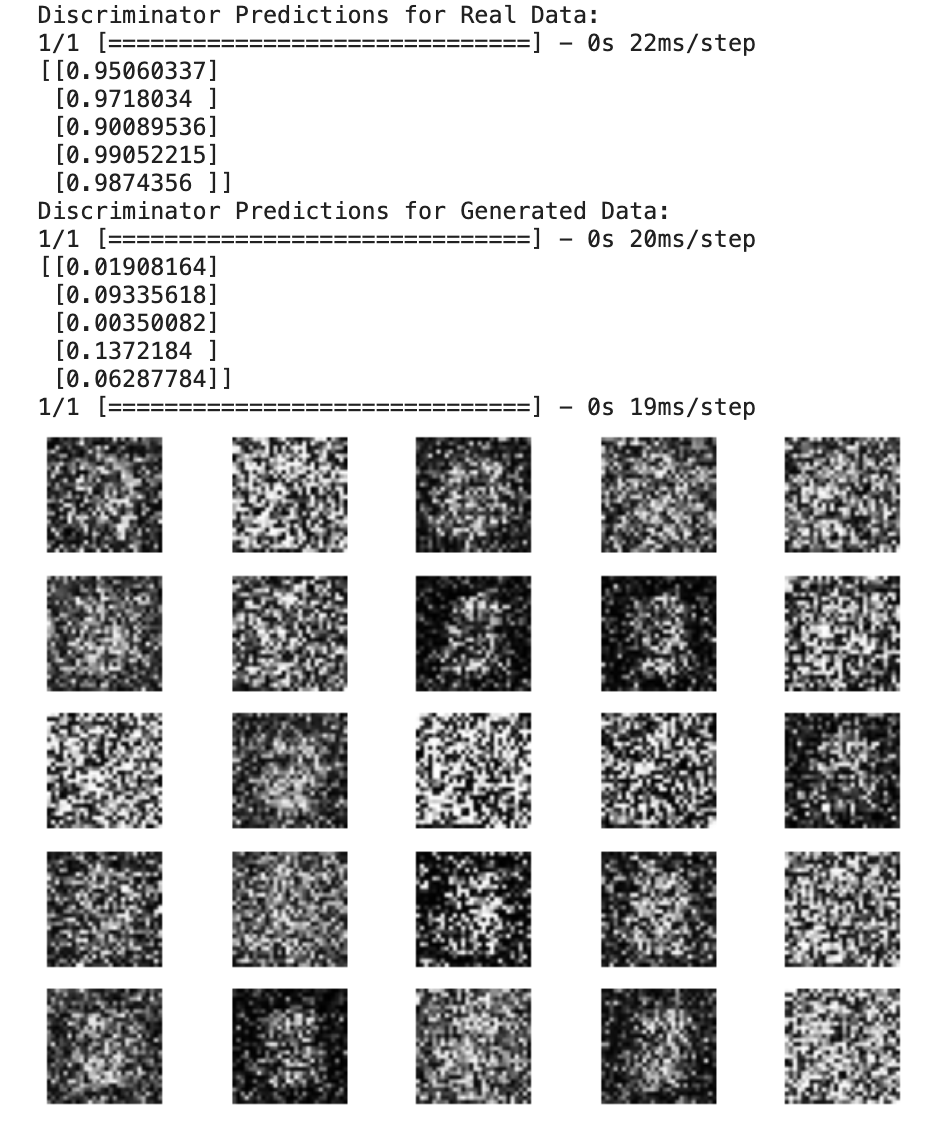 Discriminator Predictions for Real Data:
1/1 [==============================] - 0s 22ms/step
[[0.95060337]
 [0.9718034 ]
 [0.90089536]
 [0.99052215]
 [0.9874356 ]]
Discriminator Predictions for Generated Data:
1/1 [==============================] - 0s 20ms/step
[[0.01908164]
 [0.09335618]
 [0.00350082]
 [0.1372184 ]
 [0.06287784]]
1/1 [==============================] - 0s 19ms/step